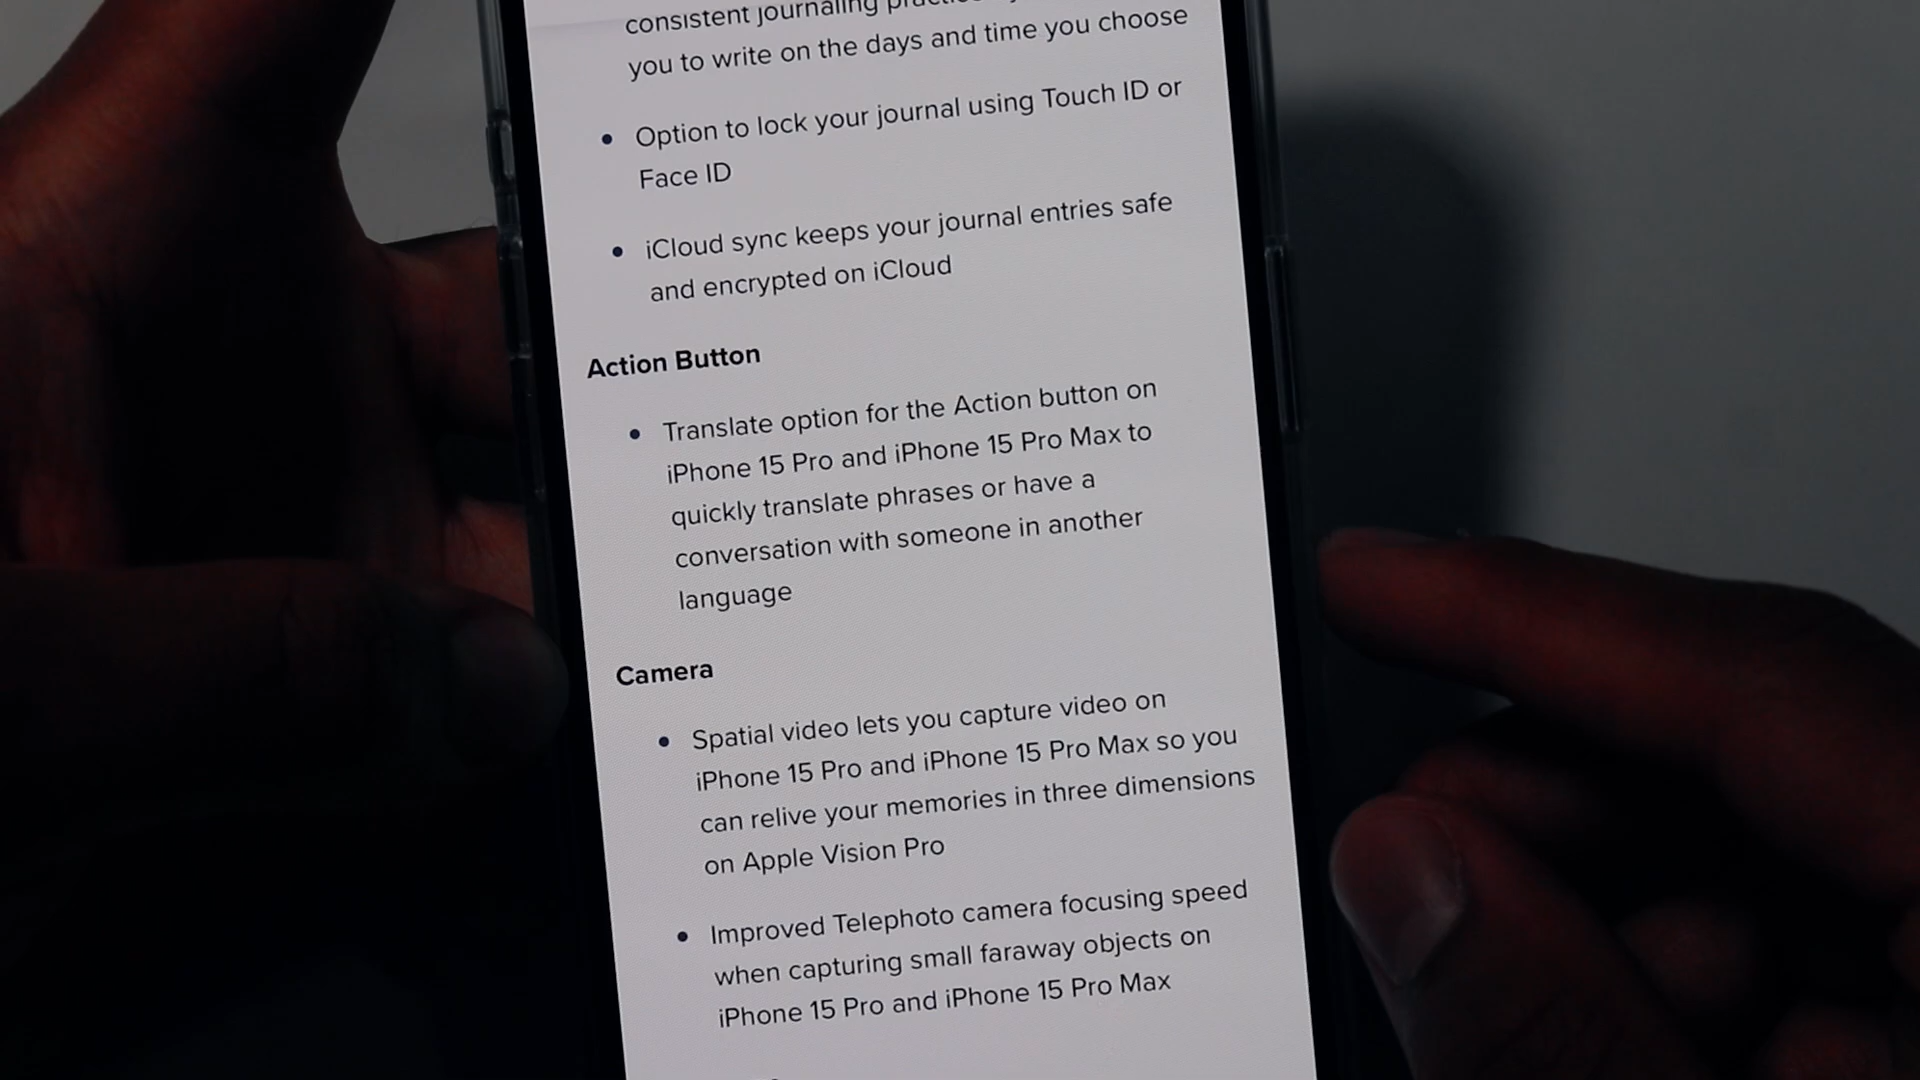 consistent journaling
you to write on the days and time you choose
• Option to lock your journal using Touch ID or
Face ID
• iCloud sync keeps your journal entries safe
and encrypted on iCloud
Action Button
• Translate option for the Action button on
iPhone 15 Pro and iPhone 15 Pro Max to
quickly translate phrases or have a
conversation with someone in another
language
Camera
• Spatial video lets you capture video on
iPhone 15 Pro and iPhone 15 Pro Max so you
can relive your memories in three dimensions
on Apple Vision Pro
• Improved Telephoto camera focusing speed
when capturing small faraway objects on
iPhone 15 Pro and iPhone 15 Pro Max